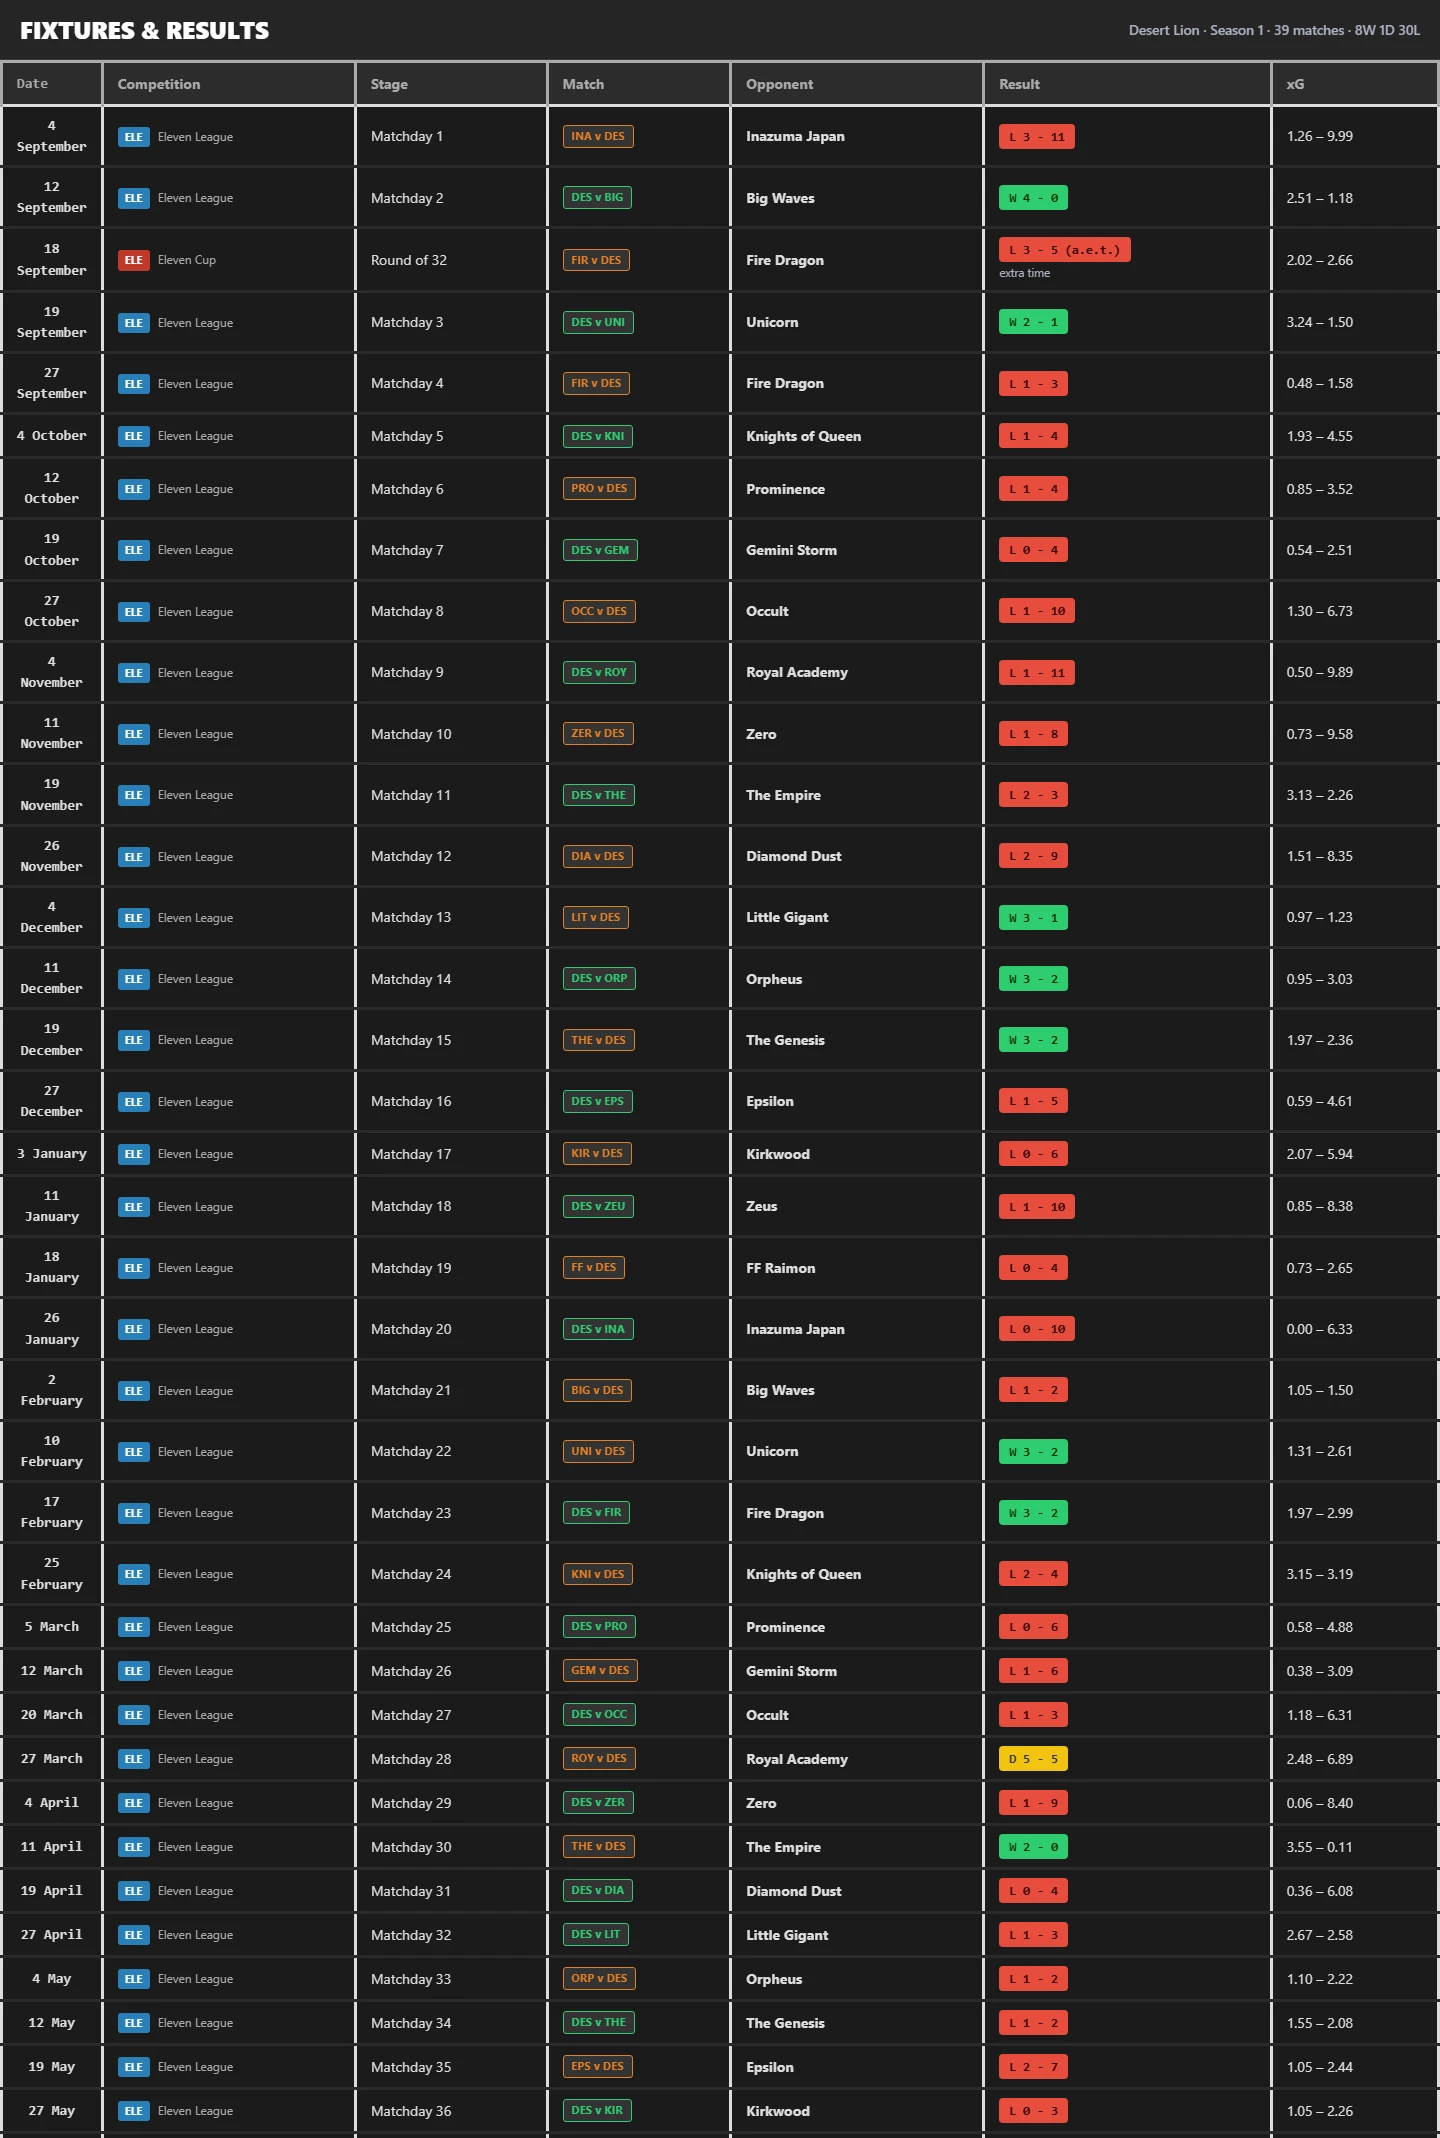 FIXTURES & RESULTS
Desert Lion · Season 1 · 39 matches · 8W 1D 30L
Date Competition Stage Match Opponent Result xG
4 September ELE Eleven League Matchday 1 INA v DES Inazuma Japan L 3 - 11 1.26 – 9.99
12 September ELE Eleven League Matchday 2 DES v BIG Big Waves W 4 - 0 2.51 – 1.18
18 September ELE Eleven Cup Round of 32 FIR v DES Fire Dragon L 3 - 5 (a.e.t.) extra time 2.02 – 2.66
19 September ELE Eleven League Matchday 3 DES v UNI Unicorn W 2 - 1 3.24 – 1.50
27 September ELE Eleven League Matchday 4 FIR v DES Fire Dragon L 1 - 3 0.48 – 1.58
4 October ELE Eleven League Matchday 5 DES v KNI Knights of Queen L 1 - 4 1.93 – 4.55
12 October ELE Eleven League Matchday 6 PRO v DES Prominence L 1 - 4 0.85 – 3.52
19 October ELE Eleven League Matchday 7 DES v GEM Gemini Storm L 0 - 4 0.54 – 2.51
27 October ELE Eleven League Matchday 8 OCC v DES Occult L 1 - 10 1.30 – 6.73
4 November ELE Eleven League Matchday 9 DES v ROY Royal Academy L 1 - 11 0.50 – 9.89
11 November ELE Eleven League Matchday 10 ZER v DES Zero L 1 - 8 0.73 – 9.58
19 November ELE Eleven League Matchday 11 DES v THE The Empire L 2 - 3 3.13 – 2.26
26 November ELE Eleven League Matchday 12 DIA v DES Diamond Dust L 2 - 9 1.51 – 8.35
4 December ELE Eleven League Matchday 13 LIT v DES Little Gigant W 3 - 1 0.97 – 1.23
11 December ELE Eleven League Matchday 14 DES v ORP Orpheus W 3 - 2 0.95 – 3.03
19 December ELE Eleven League Matchday 15 THE v DES The Genesis W 3 - 2 1.97 – 2.36
27 December ELE Eleven League Matchday 16 DES v EPS Epsilon L 1 - 5 0.59 – 4.61
3 January ELE Eleven League Matchday 17 KIR v DES Kirkwood L 0 - 6 2.07 – 5.94
11 January ELE Eleven League Matchday 18 DES v ZEU Zeus L 1 - 10 0.85 – 8.38
18 January ELE Eleven League Matchday 19 FF v DES FF Raimon L 0 - 4 0.73 – 2.65
26 January ELE Eleven League Matchday 20 DES v INA Inazuma Japan L 0 - 10 0.00 – 6.33
2 February ELE Eleven League Matchday 21 BIG v DES Big Waves L 1 - 2 1.05 – 1.50
10 February ELE Eleven League Matchday 22 UNI v DES Unicorn W 3 - 2 1.31 – 2.61
17 February ELE Eleven League Matchday 23 DES v FIR Fire Dragon W 3 - 2 1.97 – 2.99
25 February ELE Eleven League Matchday 24 KNI v DES Knights of Queen L 2 - 4 3.15 – 3.19
5 March ELE Eleven League Matchday 25 DES v PRO Prominence L 0 - 6 0.58 – 4.88
12 March ELE Eleven League Matchday 26 GEM v DES Gemini Storm L 1 - 6 0.38 – 3.09
20 March ELE Eleven League Matchday 27 DES v OCC Occult L 1 - 3 1.18 – 6.31
27 March ELE Eleven League Matchday 28 ROY v DES Royal Academy D 5 - 5 2.48 – 6.89
4 April ELE Eleven League Matchday 29 DES v ZER Zero L 1 - 9 0.06 – 8.40
11 April ELE Eleven League Matchday 30 THE v DES The Empire W 2 - 0 3.55 – 0.11
19 April ELE Eleven League Matchday 31 DES v DIA Diamond Dust L 0 - 4 0.36 – 6.08
27 April ELE Eleven League Matchday 32 DES v LIT Little Gigant L 1 - 3 2.67 – 2.58
4 May ELE Eleven League Matchday 33 ORP v DES Orpheus L 1 - 2 1.10 – 2.22
12 May ELE Eleven League Matchday 34 DES v THE The Genesis L 1 - 2 1.55 – 2.08
19 May ELE Eleven League Matchday 35 EPS v DES Epsilon L 2 - 7 1.05 – 2.44
27 May ELE Eleven League Matchday 36 DES v KIR Kirkwood L 0 - 3 1.05 – 2.26